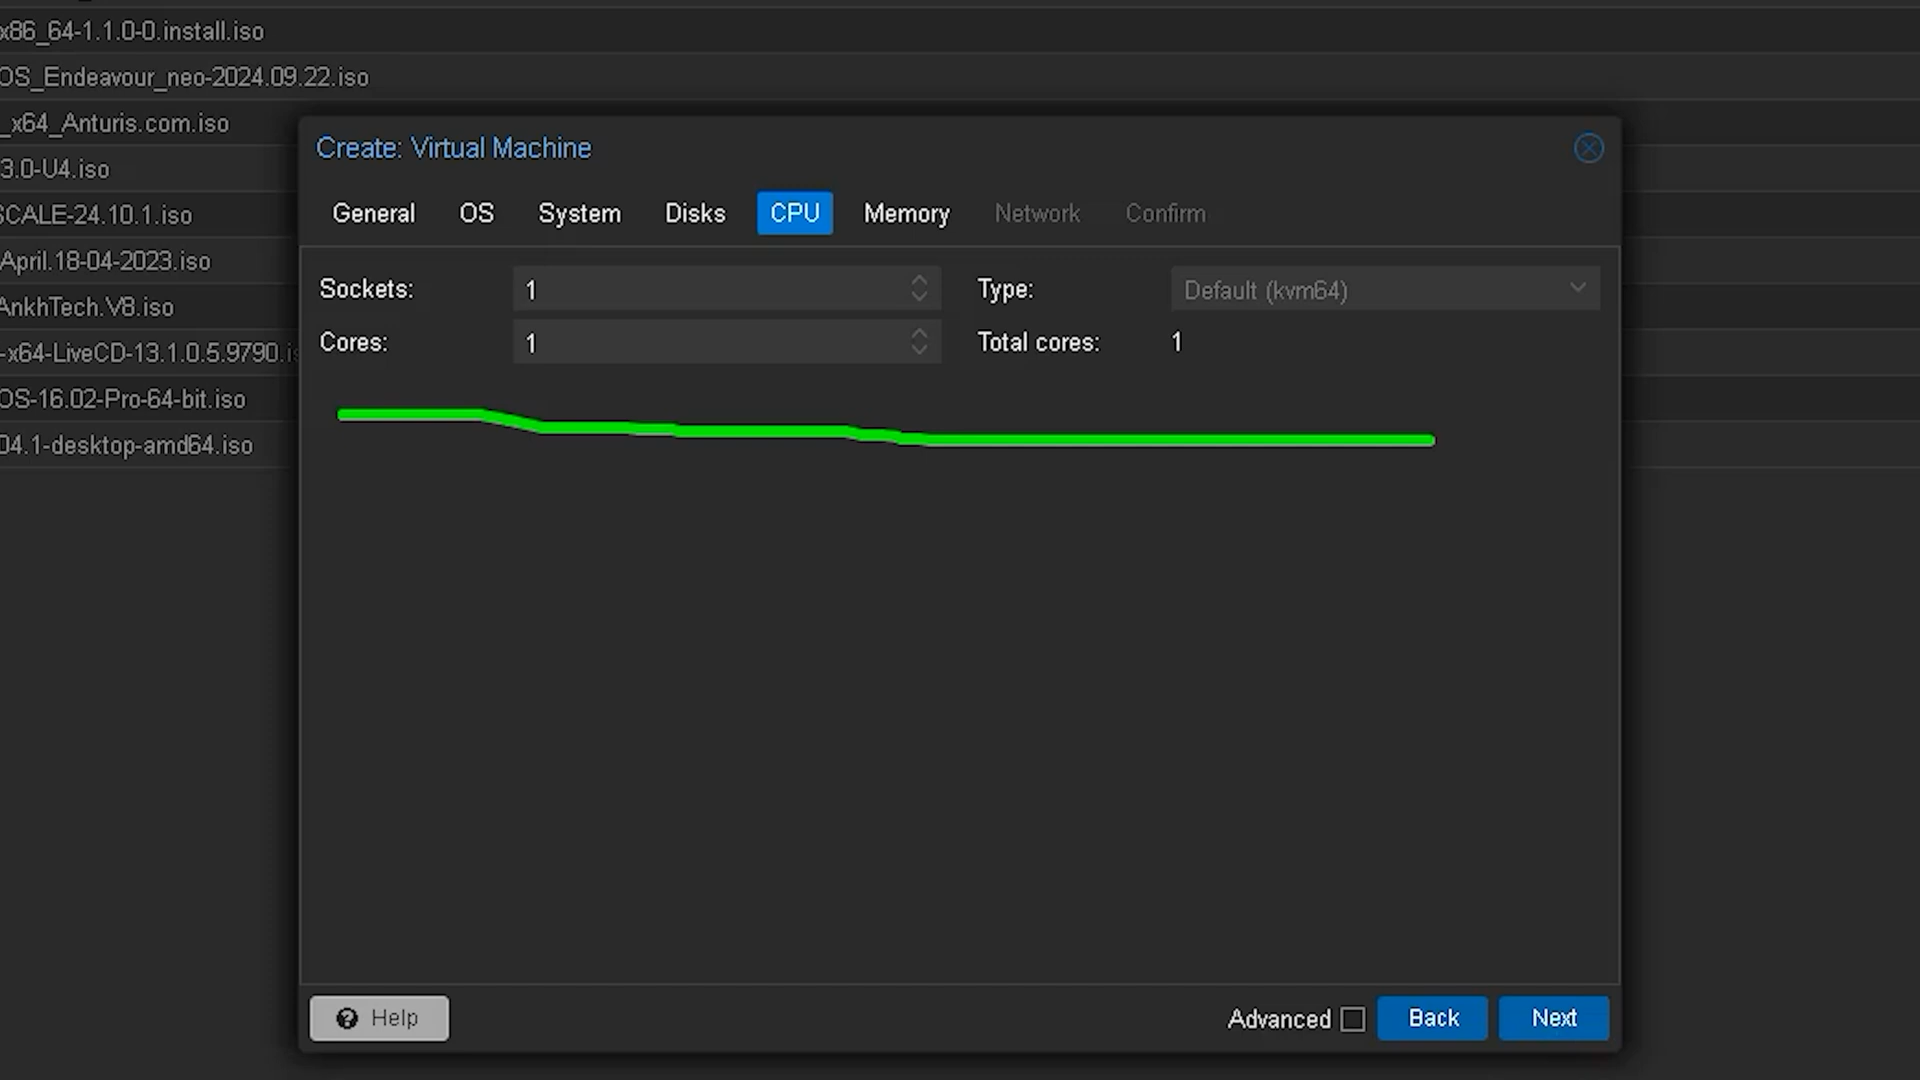 x86_64-1.1.0-0.install.iso
OS_Endeavour_neo-2024.09.22.iso
_x64_Anturis.com.iso
3.0-U4.iso
SCALE-24.10.1.iso
April.18-04-2023.iso
AnkhTech.V8.iso
-x64-LiveCD-13.1.0.5.9790.is
OS-16.02-Pro-64-bit.iso
04.1-desktop-amd64.iso
Create: Virtual Machine
General OS System Disks CPU Memory Network Confirm
Sockets: 1 Type: Default (kvm64)
Cores: 1 Total cores: 1
Help Advanced Back Next